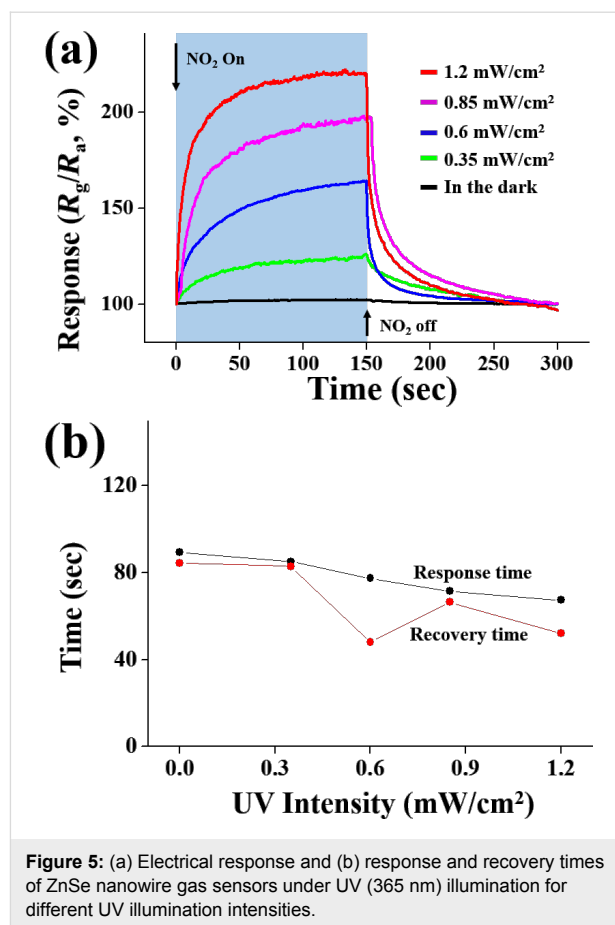 (a)
NO₂ On
1.2 mW/cm²
0.85 mW/cm²
0.6 mW/cm²
0.35 mW/cm²
In the dark
Response (Rg/Ra, %)
200
150
100
NO₂ off
0 50 100 150 200 250 300
Time (sec)
(b)
Time (sec)
120
80
40
0
Response time
Recovery time
0.0 0.3 0.6 0.9 1.2
UV Intensity (mW/cm²)
Figure 5: (a) Electrical response and (b) response and recovery times
of ZnSe nanowire gas sensors under UV (365 nm) illumination for
different UV illumination intensities.